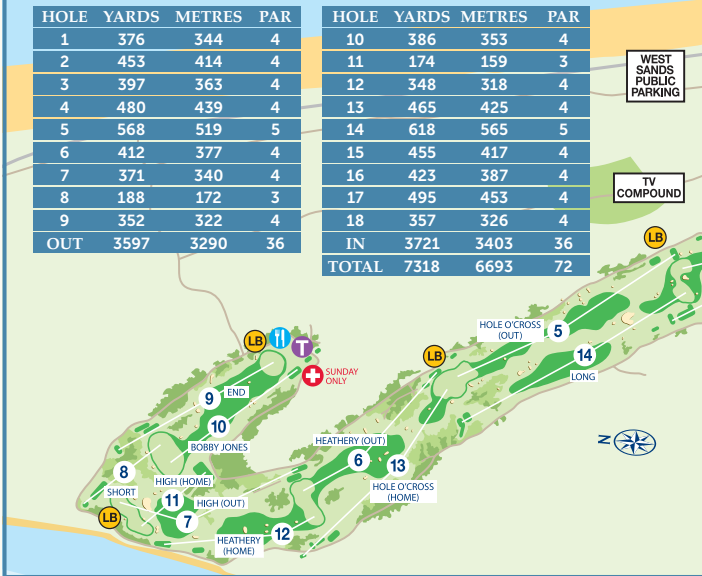 HOLE YARDS METRES PAR
1 376 344 4
2 453 414 4
3 397 363 4
4 480 439 4
5 568 519 5
6 412 377 4
7 371 340 4
8 188 172 3
9 352 322 4
OUT 3597 3290 36
HOLE YARDS METRES PAR
10 386 353 4
11 174 159 3
12 348 318 4
13 465 425 4
14 618 565 5
15 455 417 4
16 423 387 4
17 495 453 4
18 357 326 4
IN 3721 3403 36
TOTAL 7318 6693 72
WEST
SANDS
PUBLIC
PARKING
TV
COMPOUND
LB
HOLE O'CROSS
(OUT)
5
14
LONG
LB
LB
T
SUNDAY
ONLY
9
END
10
BOBBY JONES
HEATHERY (OUT)
6
13
HOLE O'CROSS
(HOME)
N
8
SHORT
HIGH (HOME)
11
HIGH (OUT)
7
LB
HEATHERY
(HOME)
12